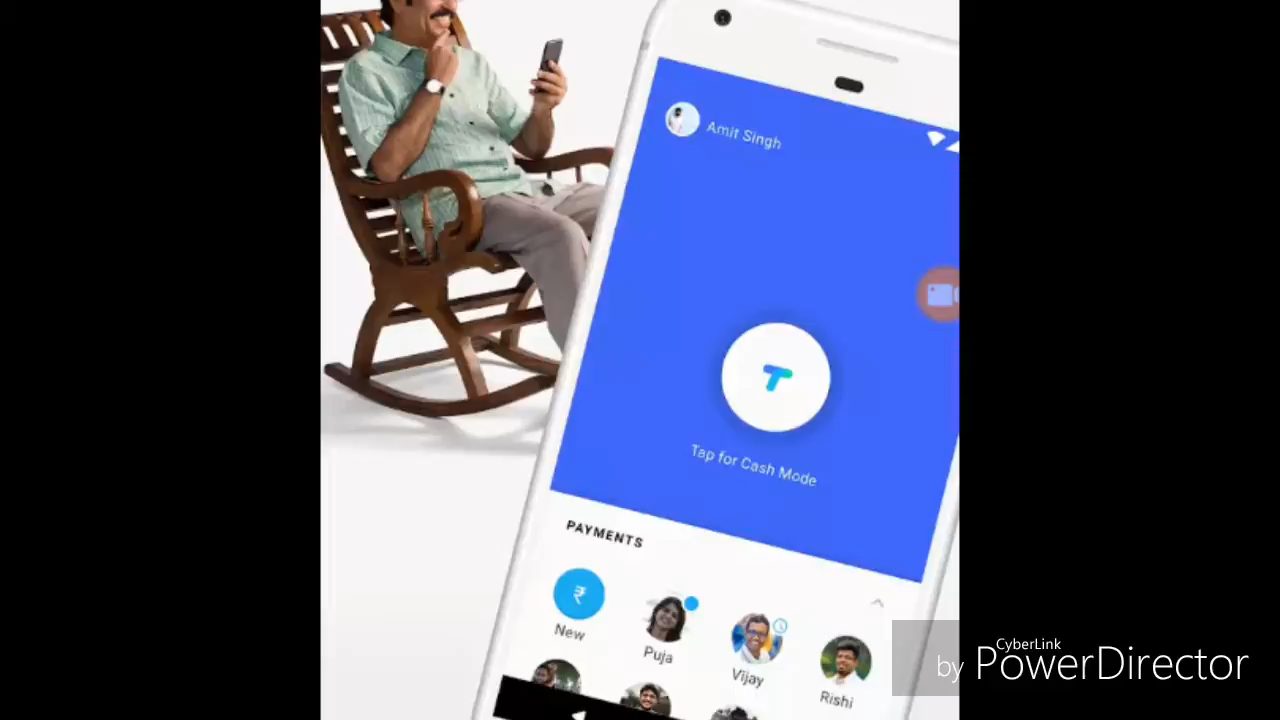 Amit Singh
Tap for Cash Mode
PAYMENTS
₹
New
Puja
Vijay
Rishi
CyberLink
by PowerDirector